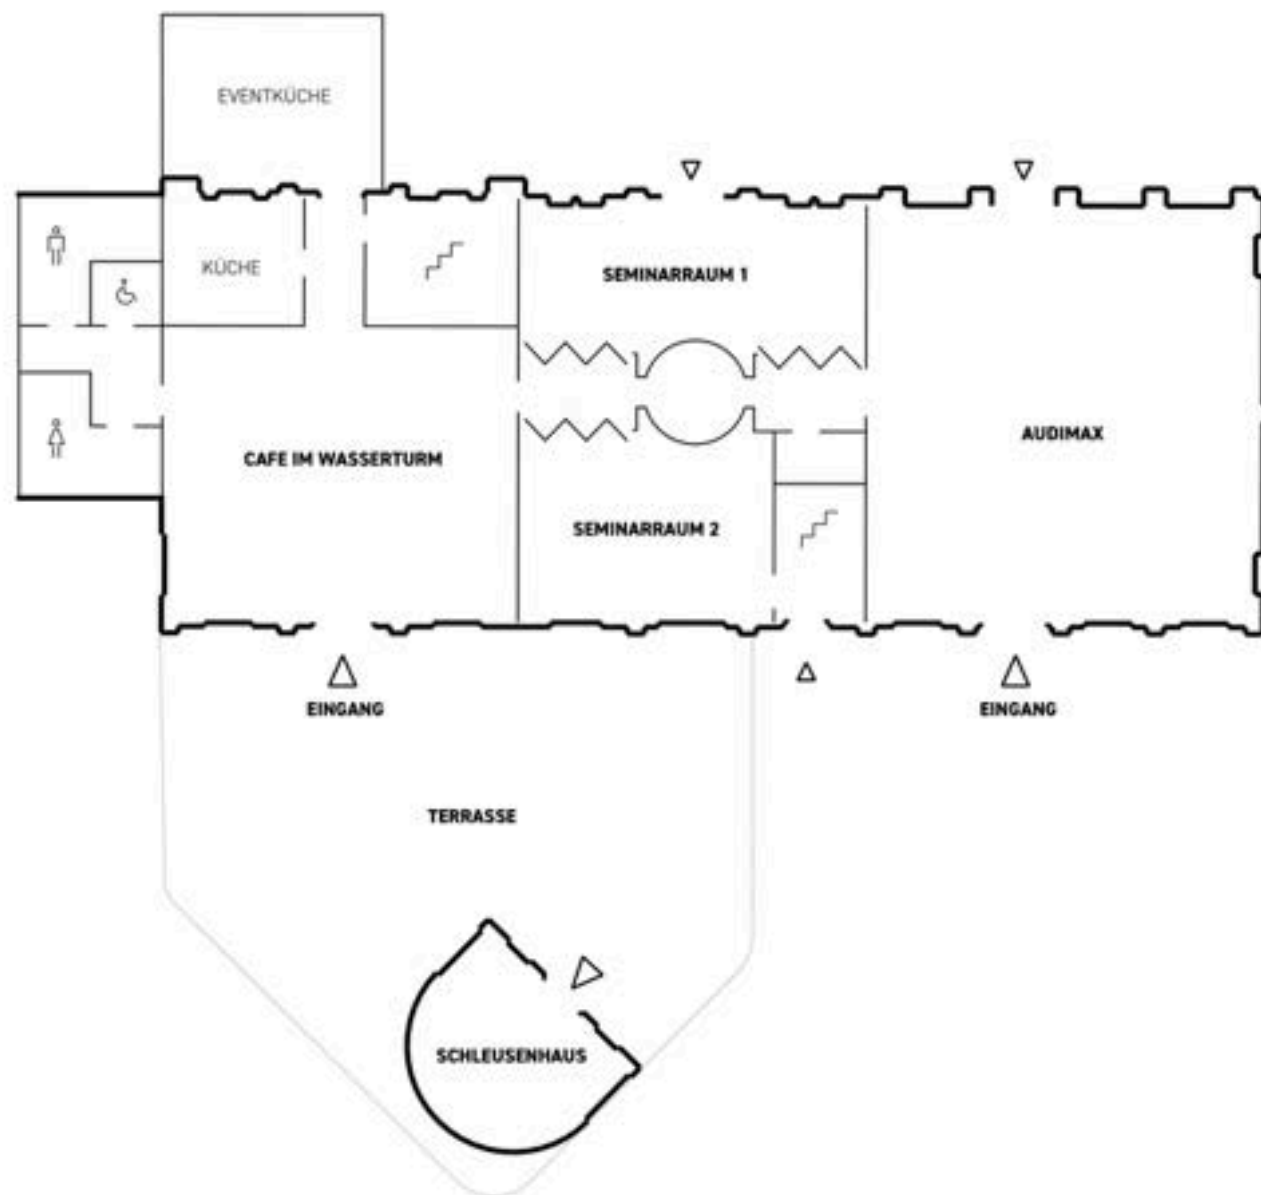 EVENTKÜCHE
KÜCHE
SEMINARRAUM 1
CAFE IM WASSERTURM
AUDIMAX
SEMINARRAUM 2
EINGANG
EINGANG
TERRASSE
SCHLEUSENHAUS